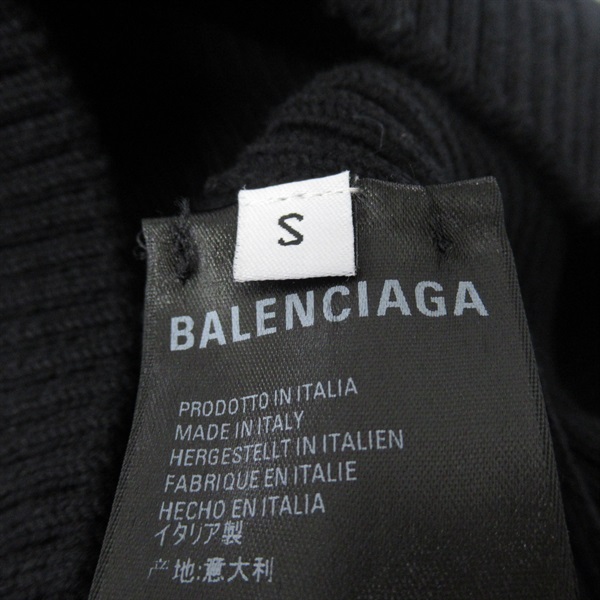 S
BALENCIAGA
PRODOTTO IN ITALIA
MADE IN ITALY
HERGESTELLT IN ITALIEN
FABRIQUE EN ITALIE
HECHO EN ITALIA
イタリア製
产地:意大利